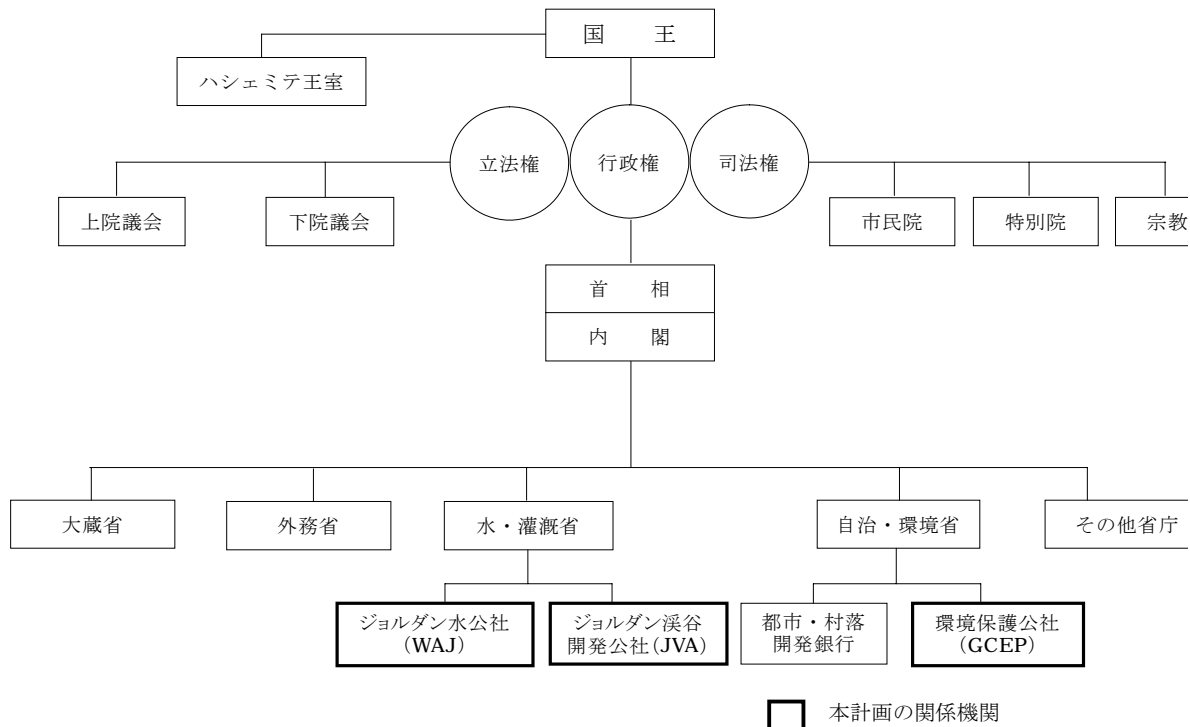 国　王
ハシェミテ王室
立法権
行政権
司法権
上院議会
下院議会
市民院
特別院
宗教
首　相
内　閣
大蔵省
外務省
水・灌漑省
自治・環境省
その他省庁
ジョルダン水公社
(WAJ)
ジョルダン渓谷
開発公社(JVA)
都市・村落
開発銀行
環境保護公社
(GCEP)
本計画の関係機関